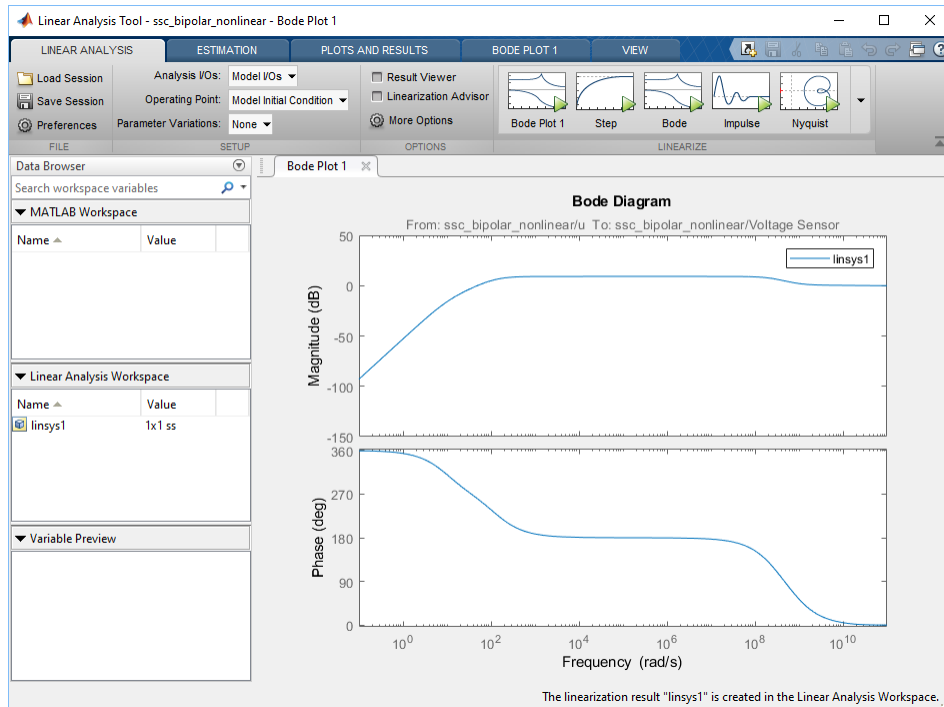 Linear Analysis Tool - ssc_bipolar_nonlinear - Bode Plot 1
LINEAR ANALYSIS ESTIMATION PLOTS AND RESULTS BODE PLOT 1 VIEW
Load Session
Save Session
Preferences
FILE
Analysis I/Os: Model I/Os
Operating Point: Model Initial Condition
Parameter Variations: None
SETUP
Result Viewer
Linearization Advisor
More Options
OPTIONS
Bode Plot 1 Step Bode Impulse Nyquist
LINEARIZE
Data Browser
Search workspace variables
MATLAB Workspace
Name Value
Linear Analysis Workspace
Name Value
linsys1 1x1 ss
Variable Preview
Bode Plot 1
Bode Diagram
From: ssc_bipolar_nonlinear/u To: ssc_bipolar_nonlinear/Voltage Sensor
Magnitude (dB)
50
0
-50
-100
-150
linsys1
Phase (deg)
360
270
180
90
0
10^0 10^2 10^4 10^6 10^8 10^10
Frequency (rad/s)
The linearization result "linsys1" is created in the Linear Analysis Workspace.